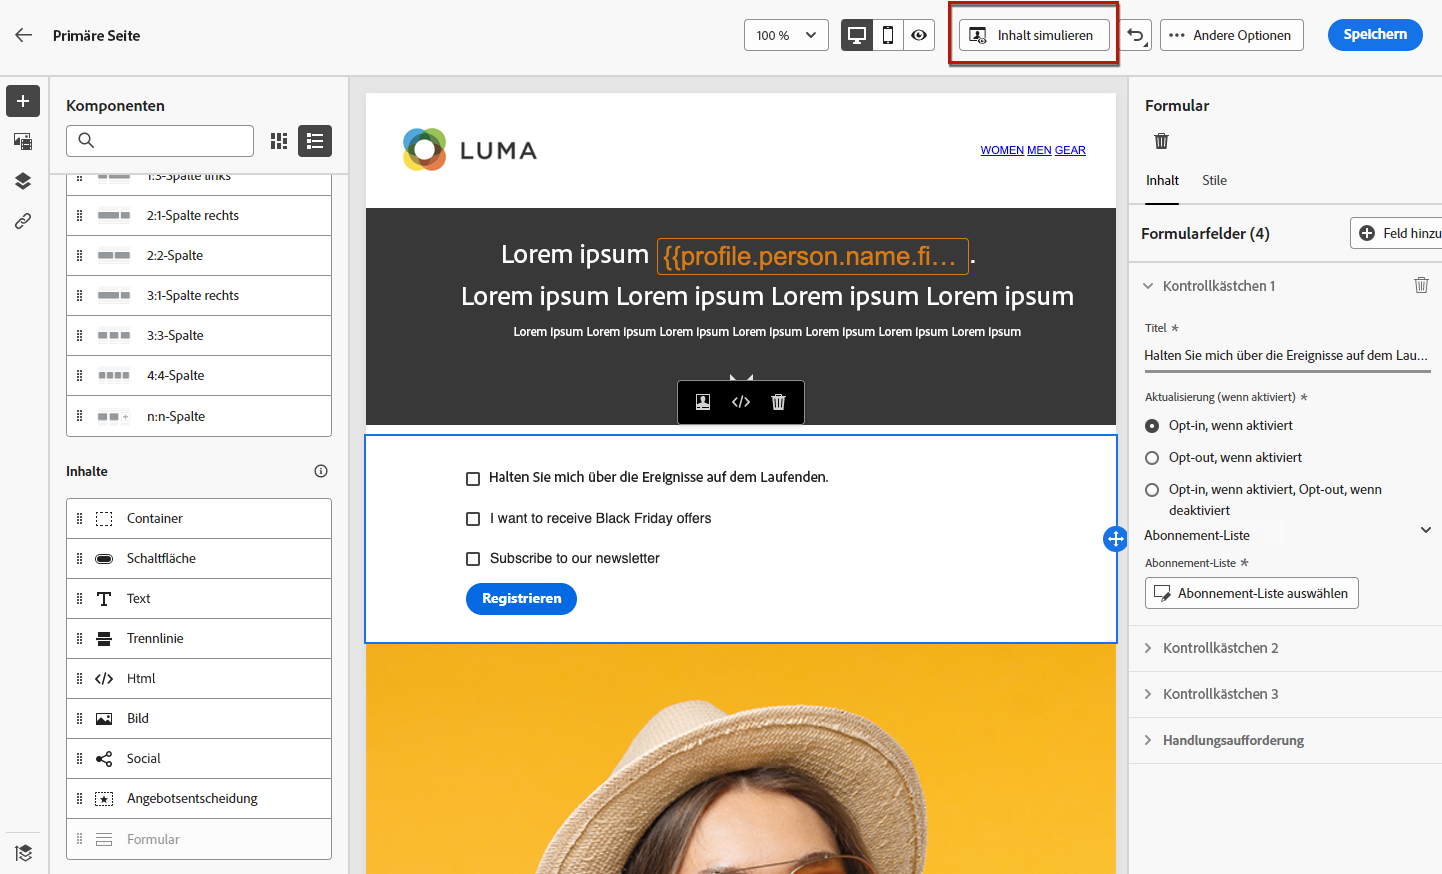 Primäre Seite
100 %
Inhalt simulieren
Andere Optionen
Speichern
Komponenten
1:3-Spalte links
2:1-Spalte rechts
2:2-Spalte
3:1-Spalte rechts
3:3-Spalte
4:4-Spalte
n:n-Spalte
Inhalte
Container
Schaltfläche
Text
Trennlinie
Html
Bild
Social
Angebotsentscheidung
Formular
LUMA
WOMEN MEN GEAR
Lorem ipsum {{profile.person.name.fi... .
Lorem ipsum Lorem ipsum Lorem ipsum Lorem ipsum
Lorem ipsum Lorem ipsum Lorem ipsum Lorem ipsum Lorem ipsum Lorem ipsum Lorem ipsum
Halten Sie mich über die Ereignisse auf dem Laufenden.
I want to receive Black Friday offers
Subscribe to our newsletter
Registrieren
Formular
Inhalt
Stile
Formularfelder (4)
Feld hinzu
Kontrollkästchen 1
Titel *
Halten Sie mich über die Ereignisse auf dem Lau...
Aktualisierung (wenn aktiviert) *
Opt-in, wenn aktiviert
Opt-out, wenn aktiviert
Opt-in, wenn aktiviert, Opt-out, wenn
deaktiviert
Abonnement-Liste
Abonnement-Liste *
Abonnement-Liste auswählen
Kontrollkästchen 2
Kontrollkästchen 3
Handlungsaufforderung